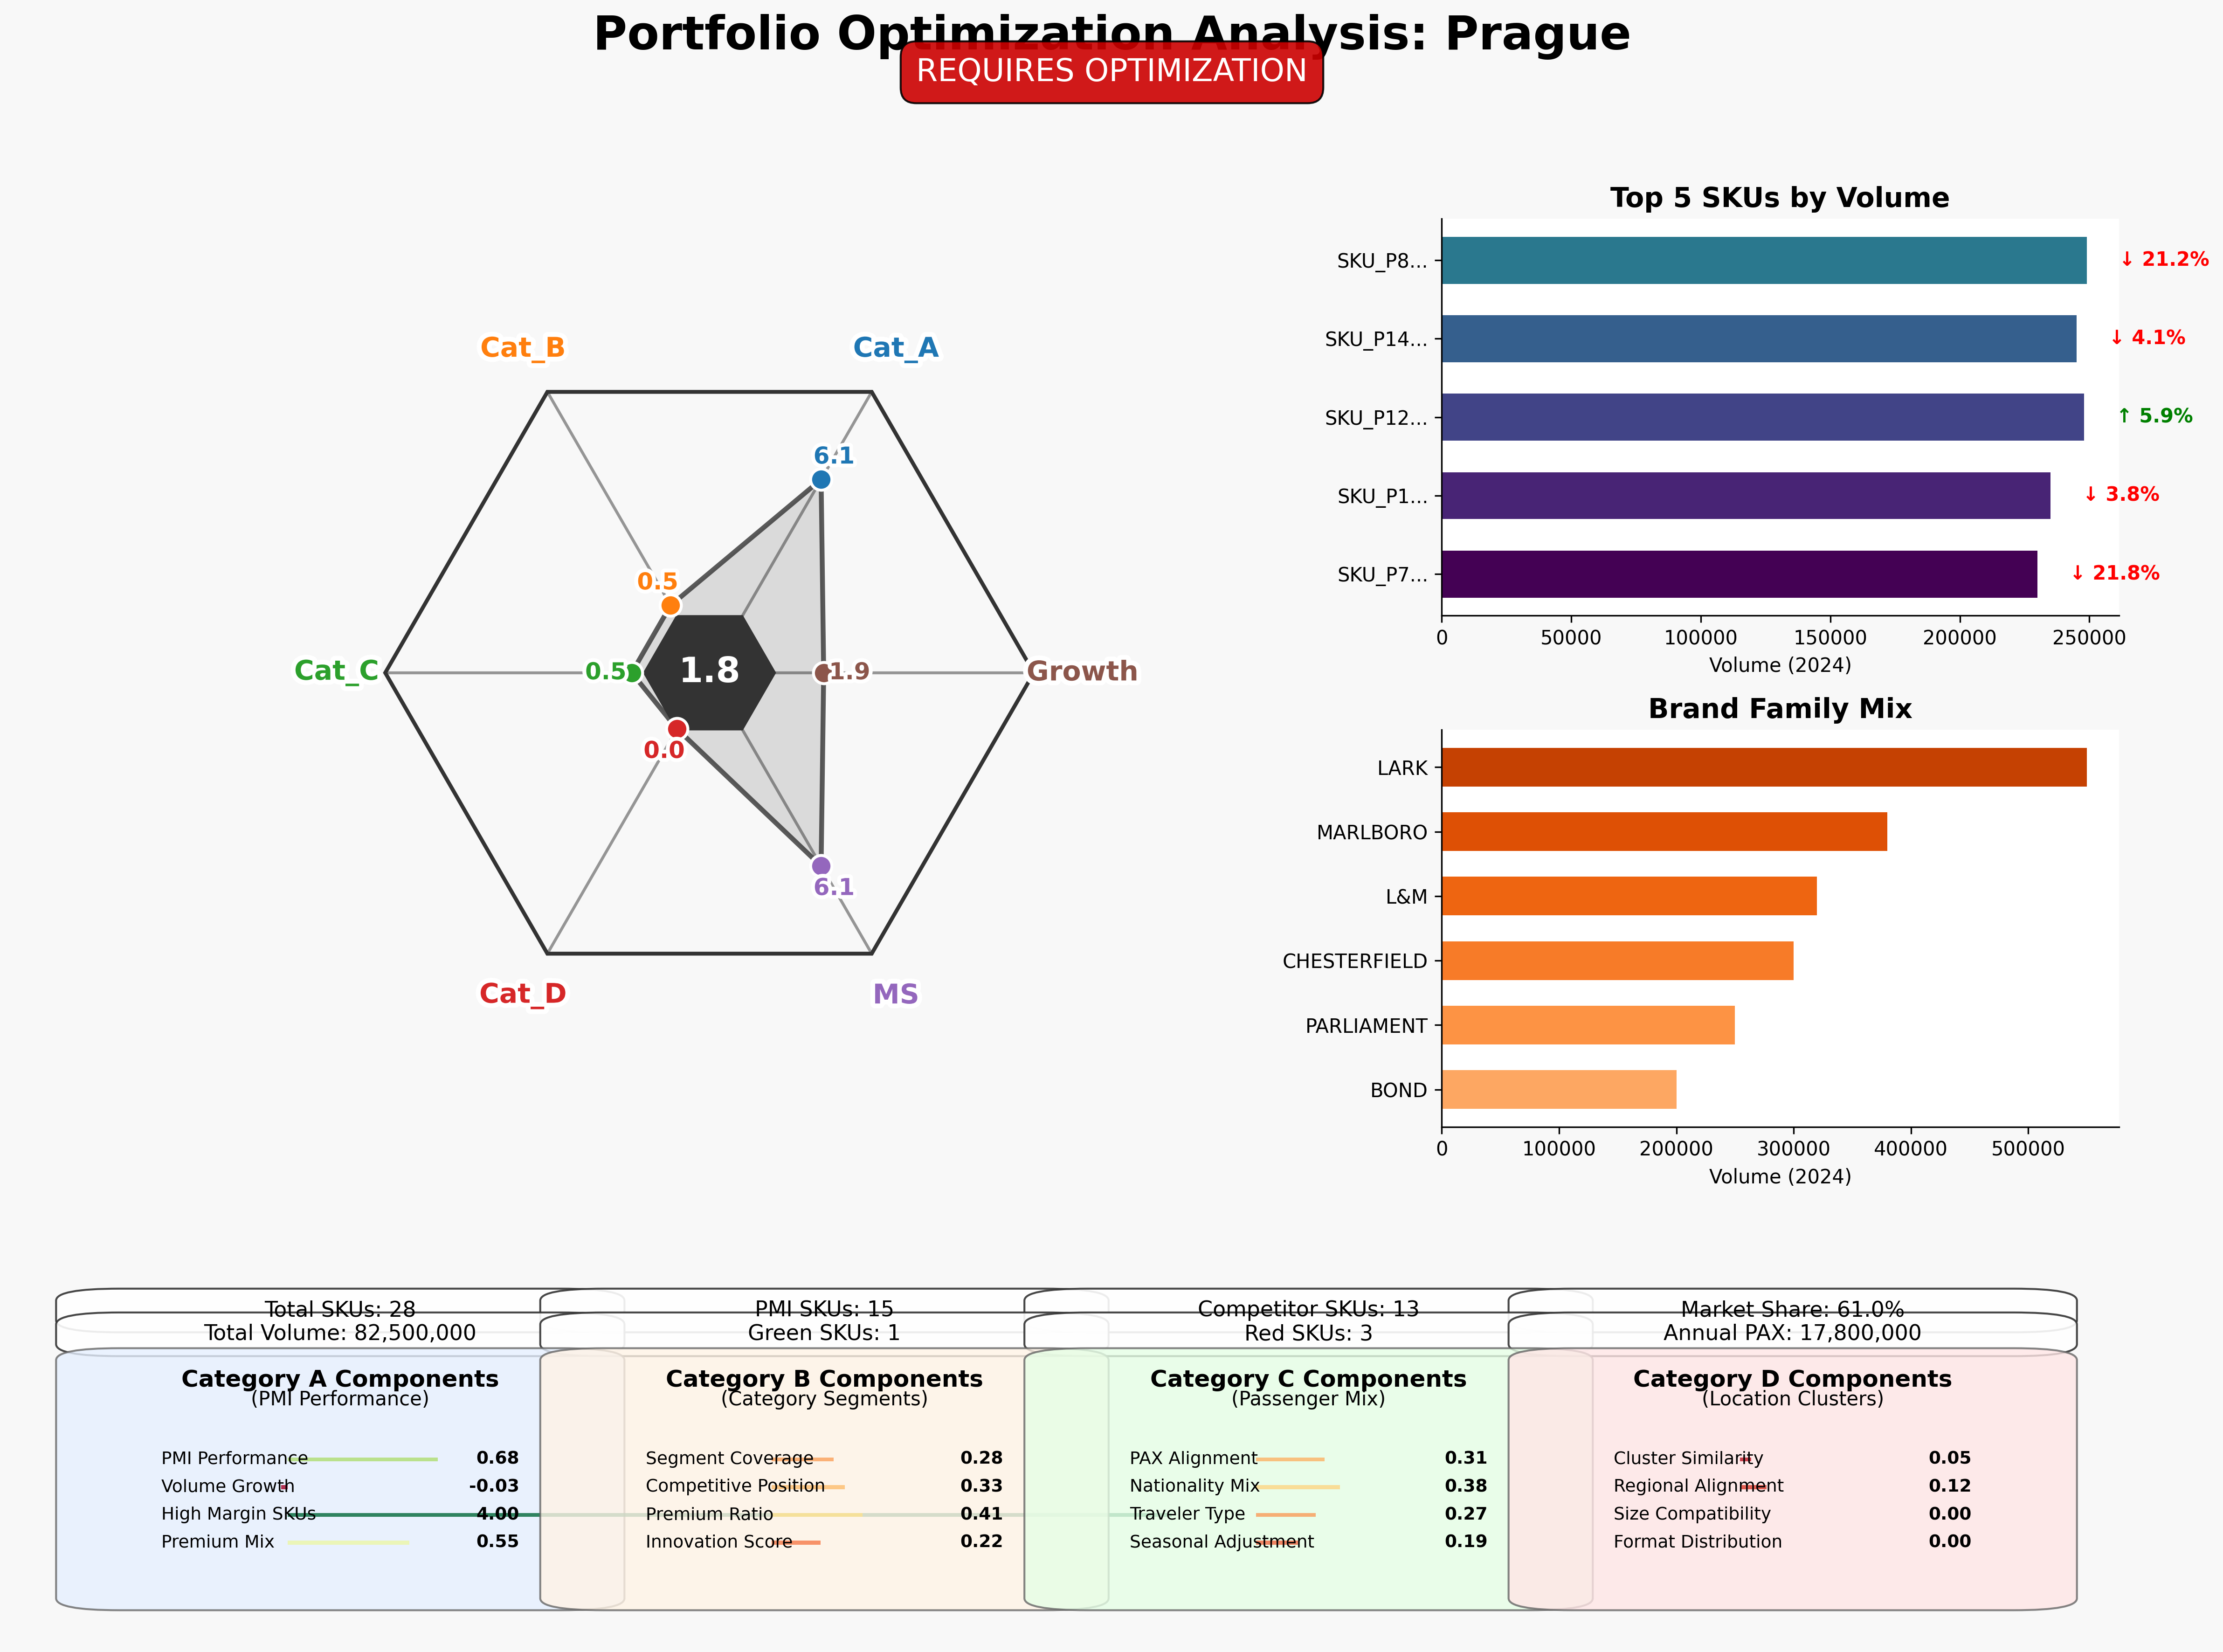 Portfolio Optimization Analysis: Prague
REQUIRES OPTIMIZATION
Cat_B
Cat_A
6.1
0.5
Cat_C
0.5
1.8
1.9
Growth
0.0
6.1
Cat_D
MS
Top 5 SKUs by Volume
SKU_P8...
↓ 21.2%
SKU_P14...
↓ 4.1%
SKU_P12...
↑ 5.9%
SKU_P1...
↓ 3.8%
SKU_P7...
↓ 21.8%
0 50000 100000 150000 200000 250000
Volume (2024)
Brand Family Mix
LARK
MARLBORO
L&M
CHESTERFIELD
PARLIAMENT
BOND
0 100000 200000 300000 400000 500000
Volume (2024)
Total SKUs: 28
PMI SKUs: 15
Competitor SKUs: 13
Market Share: 61.0%
Total Volume: 82,500,000
Green SKUs: 1
Red SKUs: 3
Annual PAX: 17,800,000
Category A Components
(PMI Performance)
PMI Performance 0.68
Volume Growth -0.03
High Margin SKUs 4.00
Premium Mix 0.55
Category B Components
(Category Segments)
Segment Coverage 0.28
Competitive Position 0.33
Premium Ratio 0.41
Innovation Score 0.22
Category C Components
(Passenger Mix)
PAX Alignment 0.31
Nationality Mix 0.38
Traveler Type 0.27
Seasonal Adjustment 0.19
Category D Components
(Location Clusters)
Cluster Similarity 0.05
Regional Alignment 0.12
Size Compatibility 0.00
Format Distribution 0.00